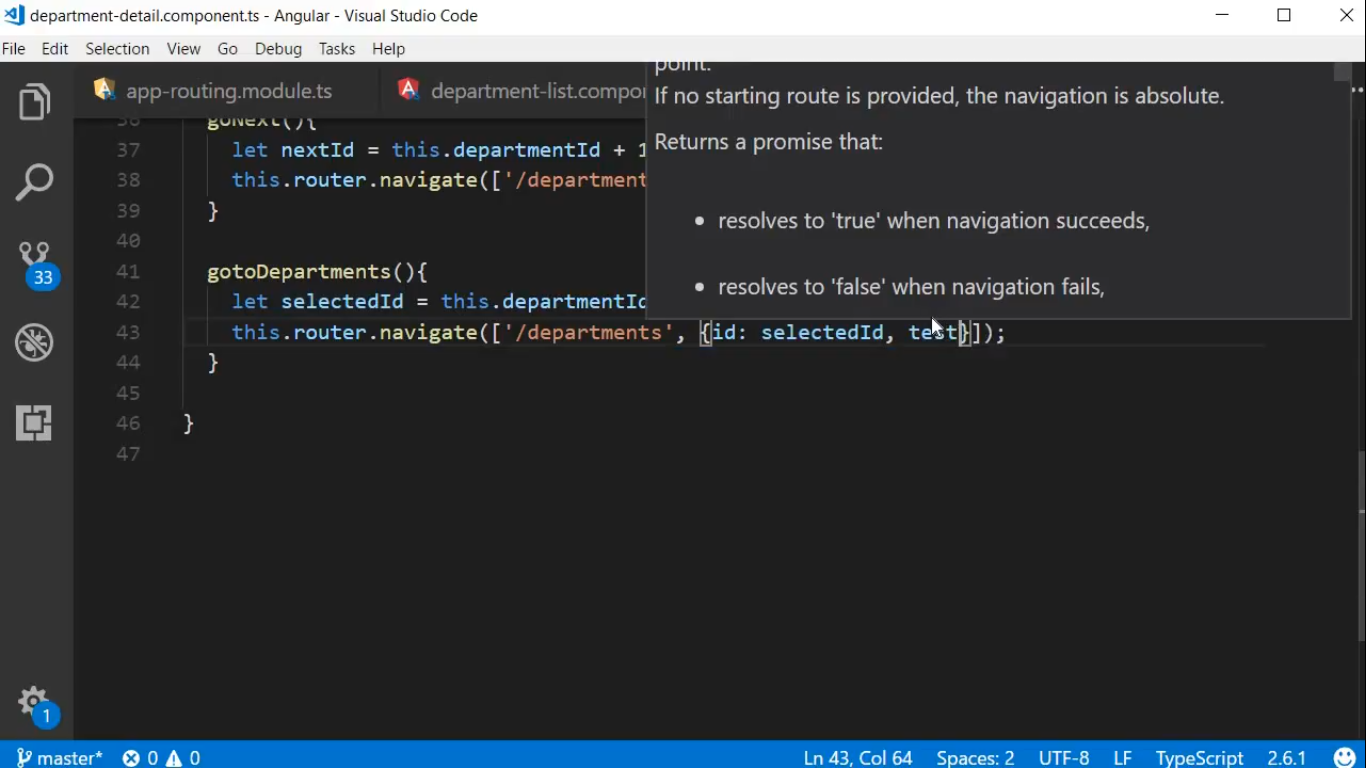 department-detail.component.ts - Angular - Visual Studio Code
File Edit Selection View Go Debug Tasks Help
app-routing.module.ts department-list.compo
point.
If no starting route is provided, the navigation is absolute.
Returns a promise that:
• resolves to 'true' when navigation succeeds,
• resolves to 'false' when navigation fails,
36 goNext(){
37 let nextId = this.departmentId + 1
38 this.router.navigate(['/department
39 }
40
41 gotoDepartments(){
42 let selectedId = this.departmentId
43 this.router.navigate(['/departments', {id: selectedId, test}]);
44 }
45
46 }
47
33
1
master* 0 0 Ln 43, Col 64 Spaces: 2 UTF-8 LF TypeScript 2.6.1